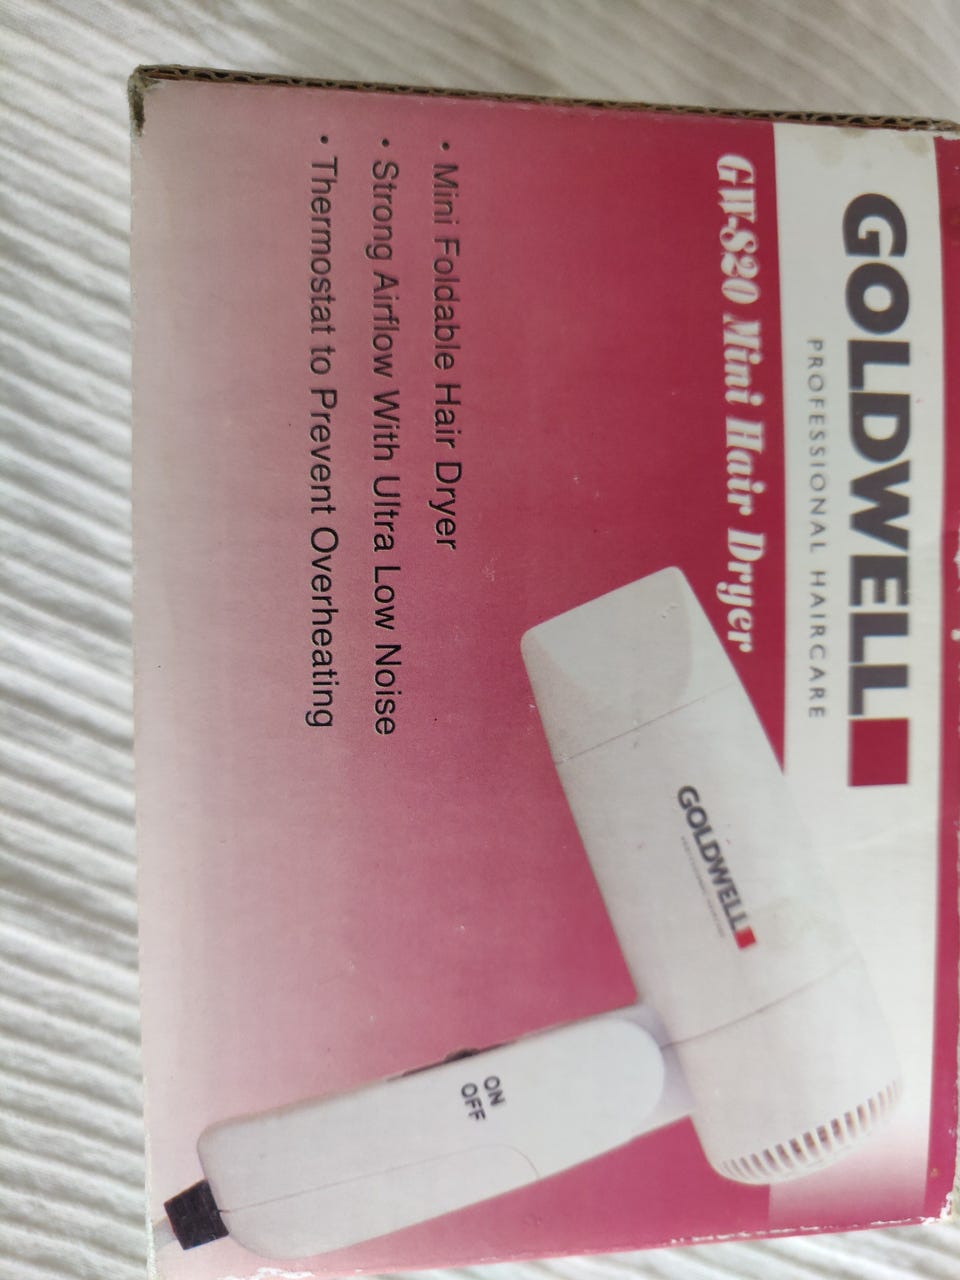 GOLDWELL
PROFESSIONAL HAIRCARE
GW-820 Mini Hair Dryer
• Mini Foldable Hair Dryer
• Strong Airflow With Ultra Low Noise
• Thermostat to Prevent Overheating
GOLDWELL
ON
OFF